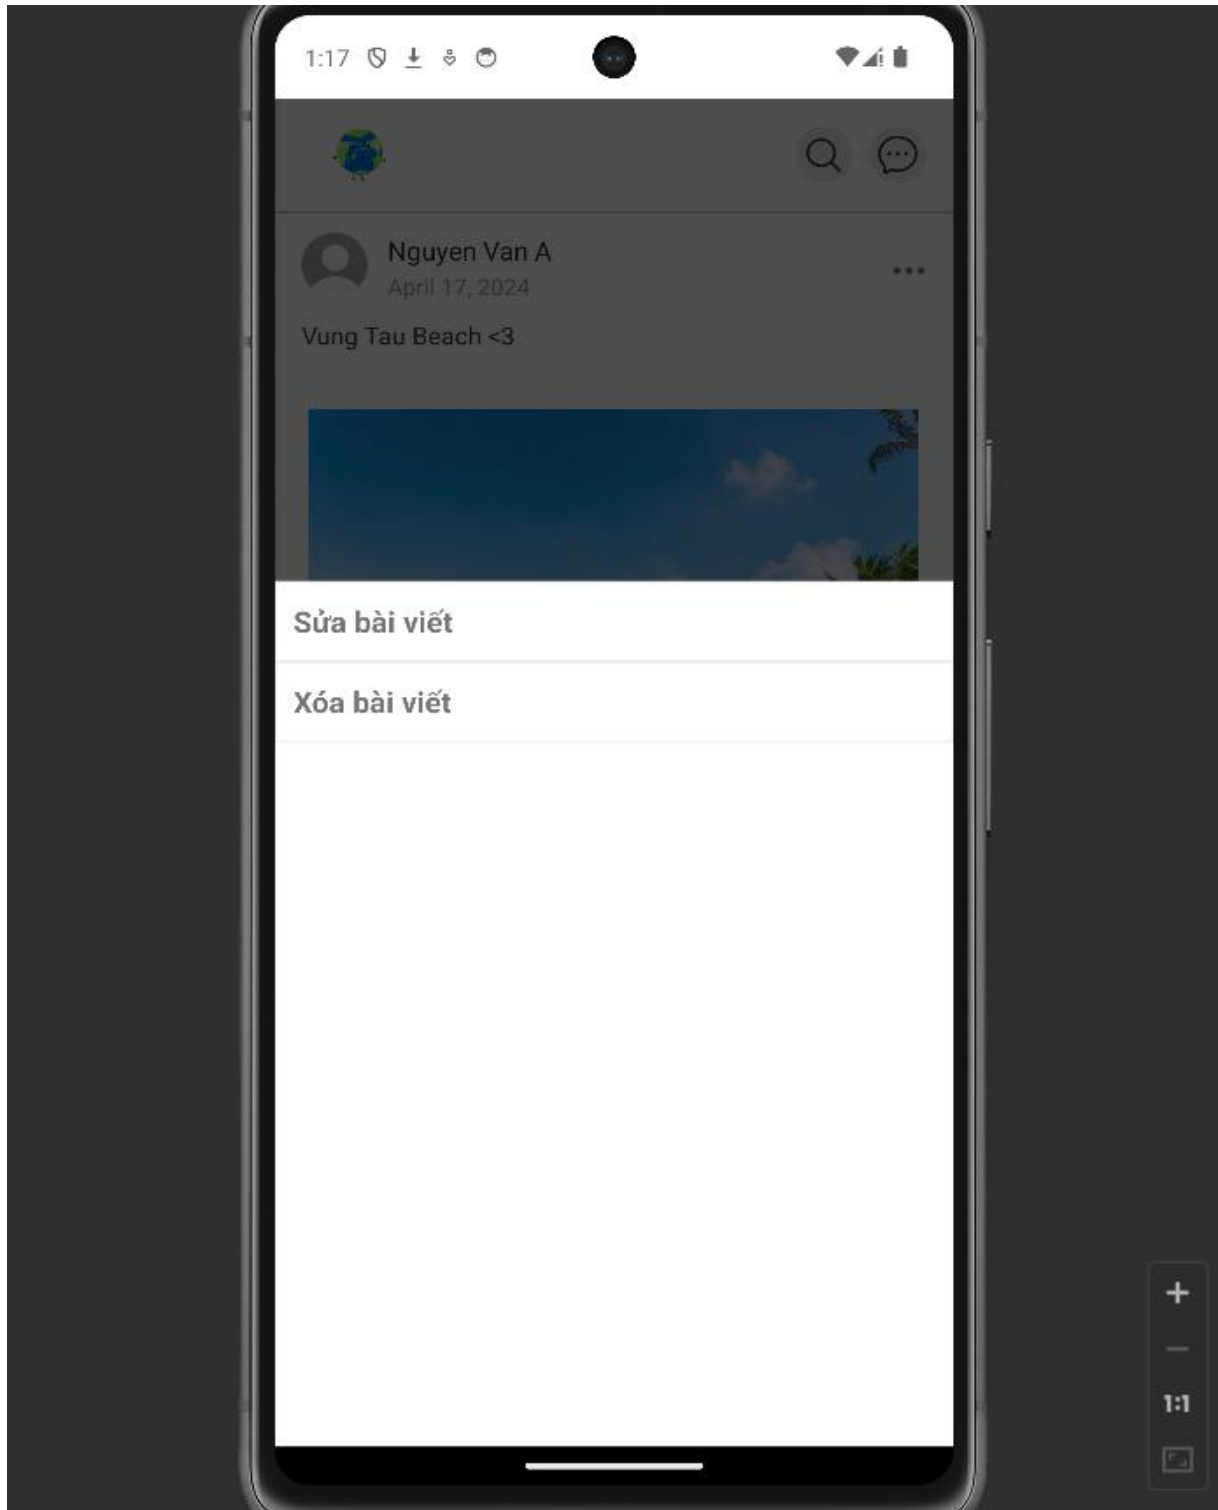 1:17
Nguyen Van A
April 17, 2024
Vung Tau Beach <3
Sửa bài viết
Xóa bài viết
1:1